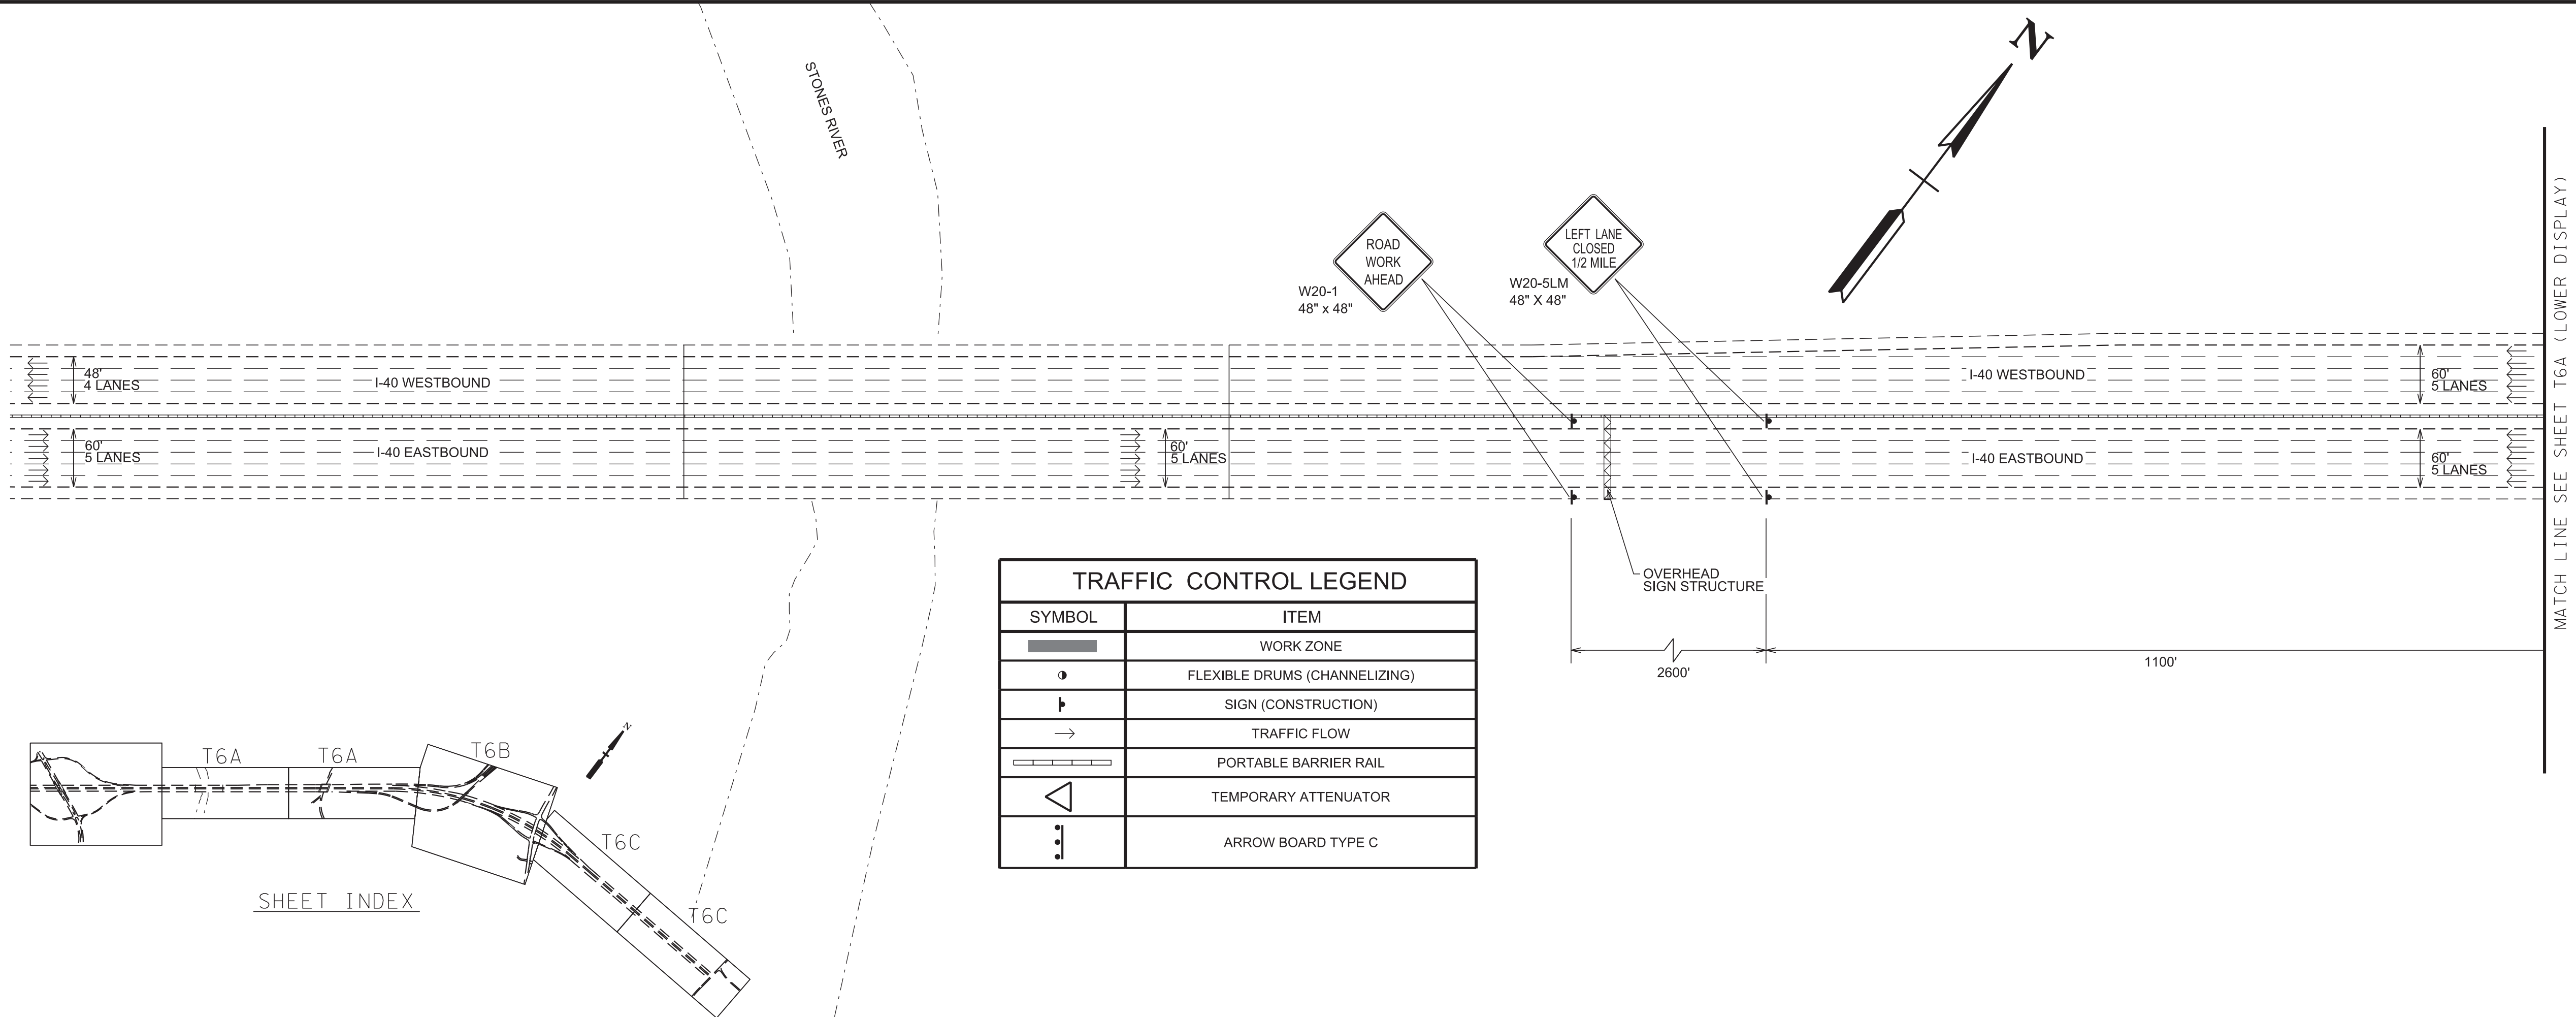 N
STONES RIVER
ROAD
WORK
AHEAD
W20-1
48" x 48"
LEFT LANE
CLOSED
1/2 MILE
W20-5LM
48" X 48"
48'
4 LANES
I-40 WESTBOUND
I-40 WESTBOUND
60'
5 LANES
60'
5 LANES
I-40 EASTBOUND
60'
5 LANES
I-40 EASTBOUND
60'
5 LANES
MATCH LINE SEE SHEET T6A (LOWER DISPLAY)
OVERHEAD
SIGN STRUCTURE
2600'
1100'
TRAFFIC CONTROL LEGEND
SYMBOL
ITEM
WORK ZONE
FLEXIBLE DRUMS (CHANNELIZING)
SIGN (CONSTRUCTION)
TRAFFIC FLOW
PORTABLE BARRIER RAIL
TEMPORARY ATTENUATOR
ARROW BOARD TYPE C
N
T6A
T6A
T6B
T6C
T6C
SHEET INDEX